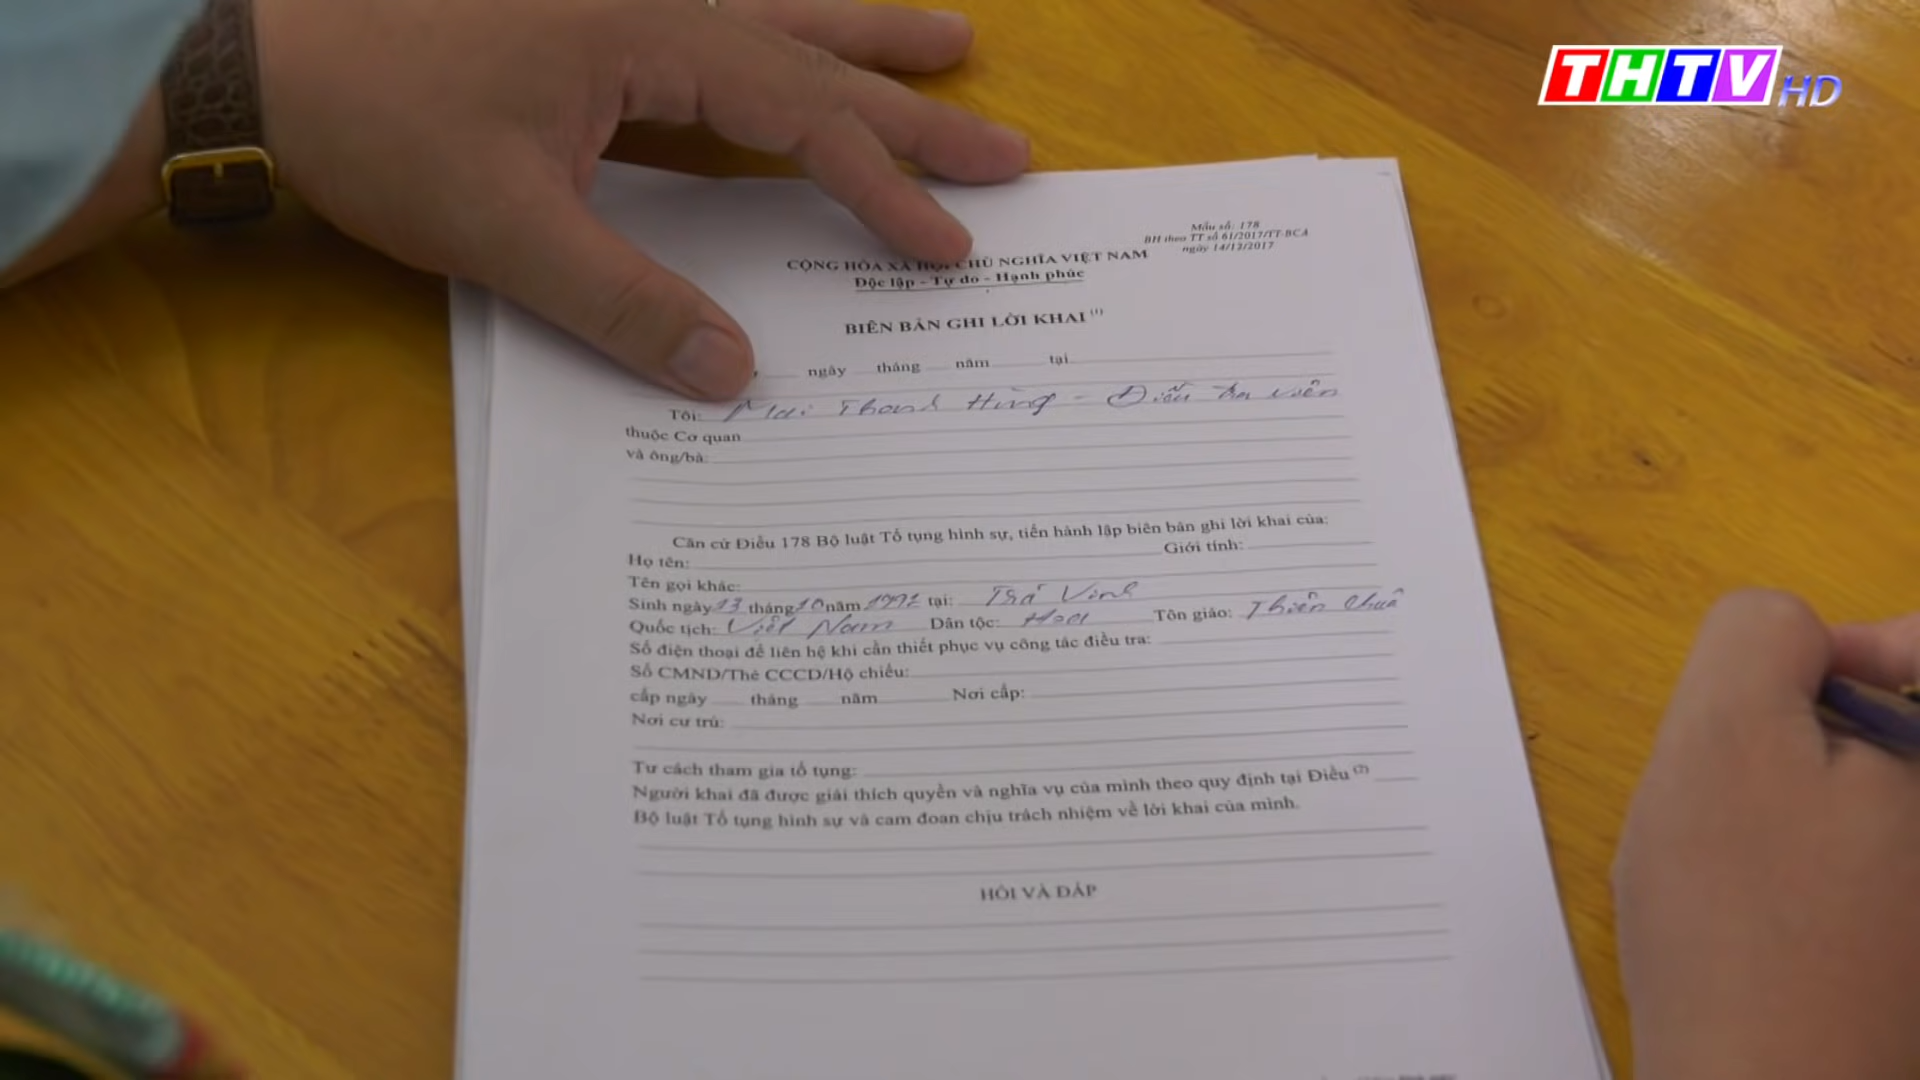 THTV HD
Mẫu số: 178
BH theo TT số 61/2017/TT-BCA
ngày 14/12/2017
CỘNG HÒA XÃ HỘI CHỦ NGHĨA VIỆT NAM
Độc lập - Tự do - Hạnh phúc
BIÊN BẢN GHI LỜI KHAI (1)
ngày tháng năm tại
Tôi: Mai Thanh Hùng - Điều tra viên
thuộc Cơ quan
và ông/bà:
Căn cứ Điều 178 Bộ luật Tố tụng hình sự, tiến hành lập biên bản ghi lời khai của:
Họ tên: Giới tính:
Tên gọi khác:
Sinh ngày 13 tháng 10 năm 1992 tại: Trà Vinh
Quốc tịch: Việt Nam Dân tộc: Hoa Tôn giáo: Thiên Chúa
Số điện thoại để liên hệ khi cần thiết phục vụ công tác điều tra:
Số CMND/Thẻ CCCD/Hộ chiếu:
cấp ngày tháng năm Nơi cấp:
Nơi cư trú:
Tư cách tham gia tố tụng:
Người khai đã được giải thích quyền và nghĩa vụ của mình theo quy định tại Điều (2)
Bộ luật Tố tụng hình sự và cam đoan chịu trách nhiệm về lời khai của mình.
HỎI VÀ ĐÁP